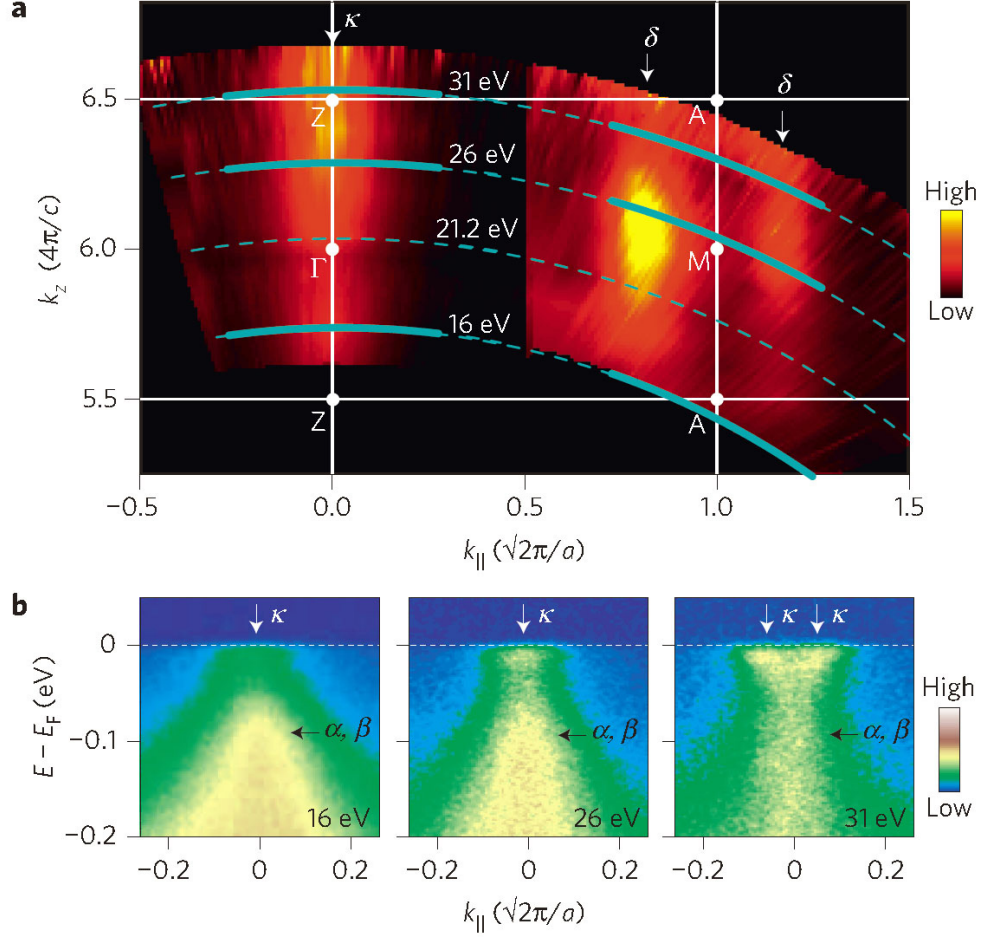 a
κ
δ
δ
31 eV
6.5
Z
A
26 eV
High
21.2 eV
6.0
Γ
M
k_z (4π/c)
Low
16 eV
5.5
Z
A
−0.5
0.0
0.5
1.0
1.5
k_|| (√2π/a)
b
κ
κ
κ
κ
0
High
E − E_F (eV)
−0.1
α, β
α, β
α, β
Low
−0.2
16 eV
26 eV
31 eV
−0.2
0
0.2
−0.2
0
0.2
−0.2
0
0.2
k_|| (√2π/a)